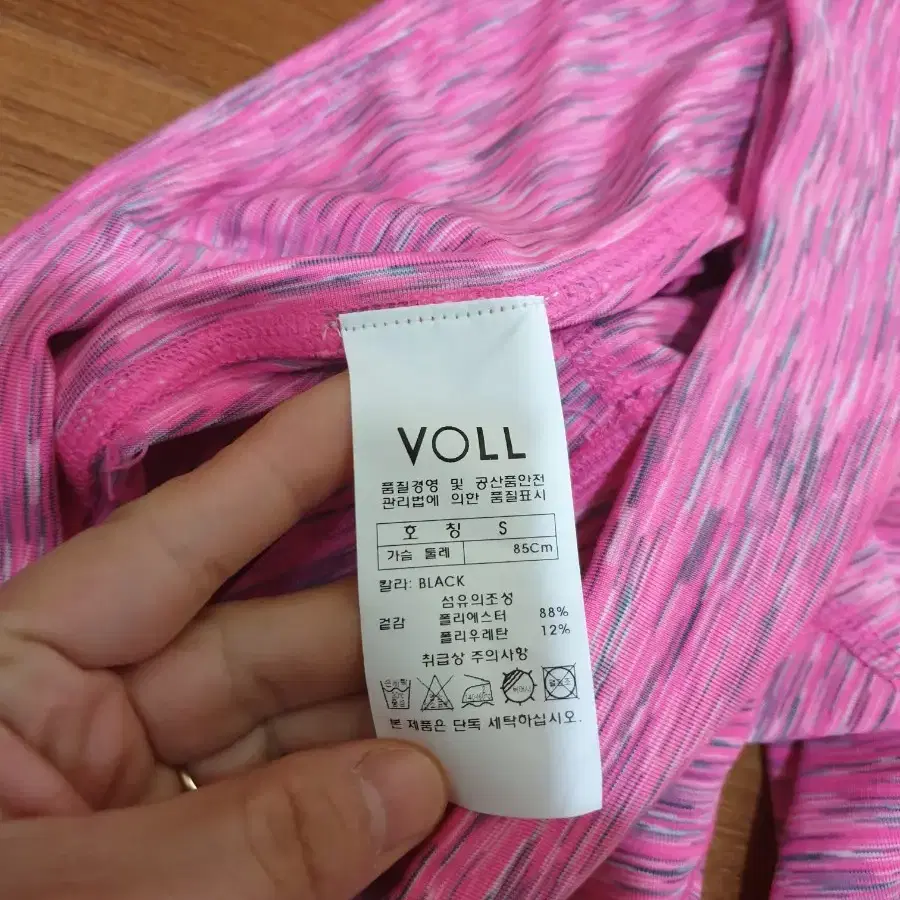 VOLL
품질경영 및 공산품안전
관리법에 의한 품질표시
호 칭 S
가슴 둘레 85Cm
칼라: BLACK
섬유의조성
겉감 폴리에스터 88%
폴리우레탄 12%
취급상 주의사항
본 제품은 단독 세탁하십시오.